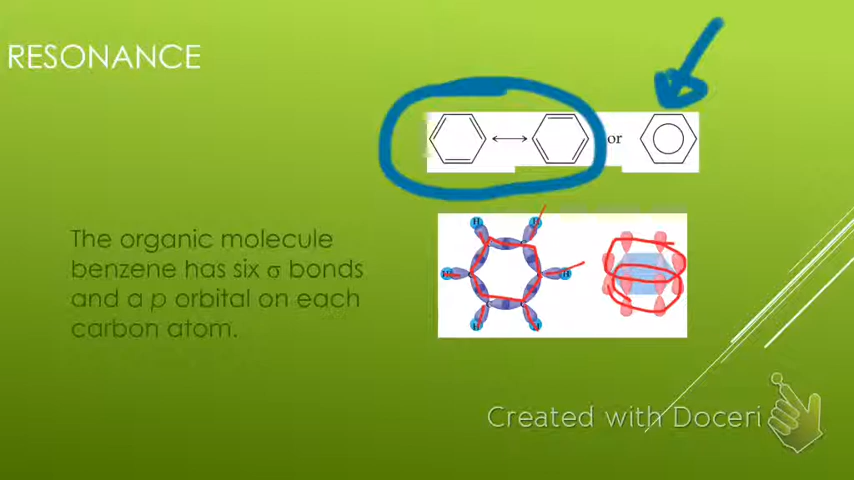 RESONANCE
or
H H
H H
H H
The organic molecule
benzene has six σ bonds
and a p orbital on each
carbon atom.
Created with Doceri